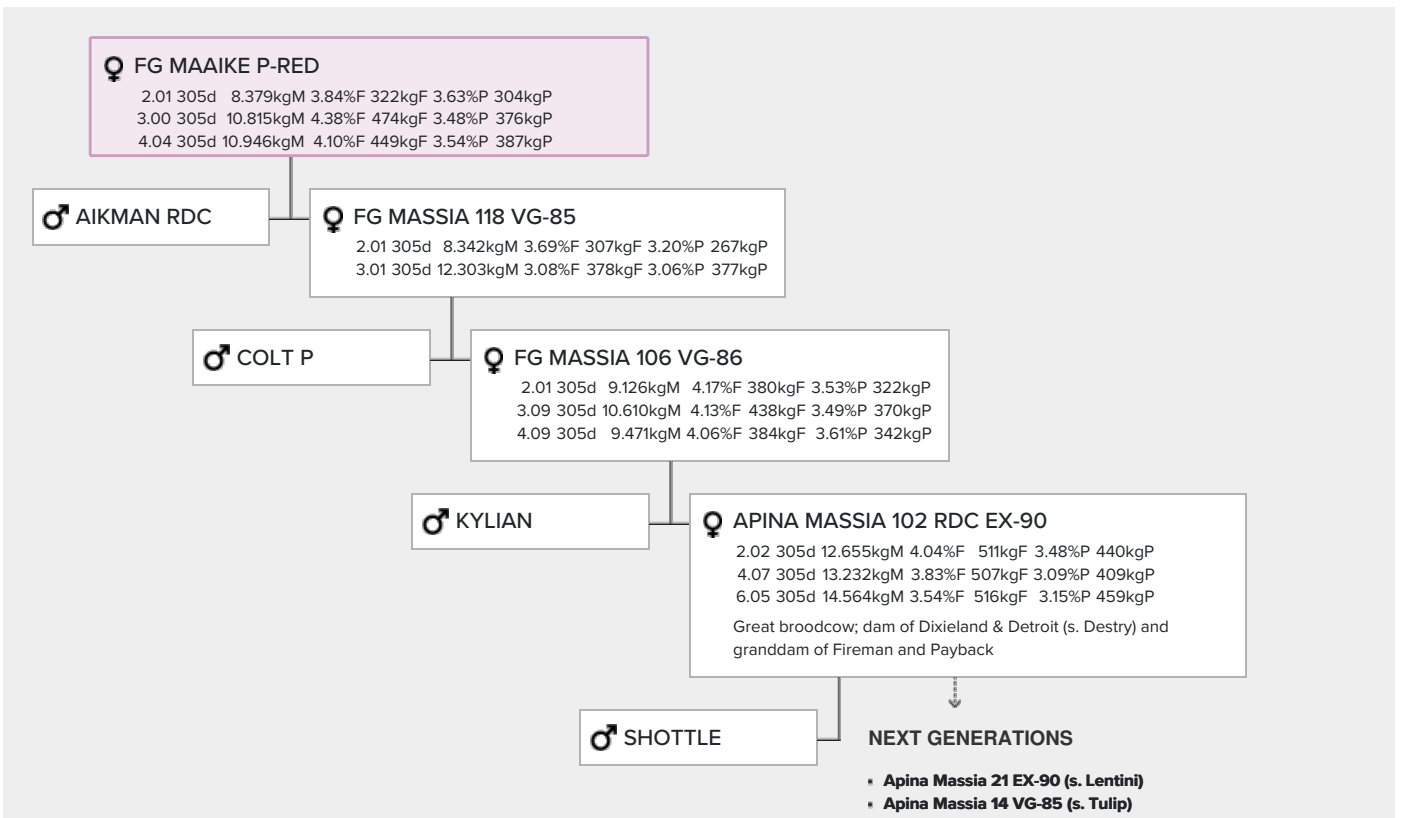 FG MAAIKE P-RED
2.01 305d 8.379kgM 3.84%F 322kgF 3.63%P 304kgP
3.00 305d 10.815kgM 4.38%F 474kgF 3.48%P 376kgP
4.04 305d 10.946kgM 4.10%F 449kgF 3.54%P 387kgP
AIKMAN RDC
FG MASSIA 118 VG-85
2.01 305d 8.342kgM 3.69%F 307kgF 3.20%P 267kgP
3.01 305d 12.303kgM 3.08%F 378kgF 3.06%P 377kgP
COLT P
FG MASSIA 106 VG-86
2.01 305d 9.126kgM 4.17%F 380kgF 3.53%P 322kgP
3.09 305d 10.610kgM 4.13%F 438kgF 3.49%P 370kgP
4.09 305d 9.471kgM 4.06%F 384kgF 3.61%P 342kgP
KYLIAN
APINA MASSIA 102 RDC EX-90
2.02 305d 12.655kgM 4.04%F 511kgF 3.48%P 440kgP
4.07 305d 13.232kgM 3.83%F 507kgF 3.09%P 409kgP
6.05 305d 14.564kgM 3.54%F 516kgF 3.15%P 459kgP
Great broodcow; dam of Dixieland & Detroit (s. Destry) and
granddam of Fireman and Payback
SHOTTLE
NEXT GENERATIONS
▪ Apina Massia 21 EX-90 (s. Lentini)
▪ Apina Massia 14 VG-85 (s. Tulip)